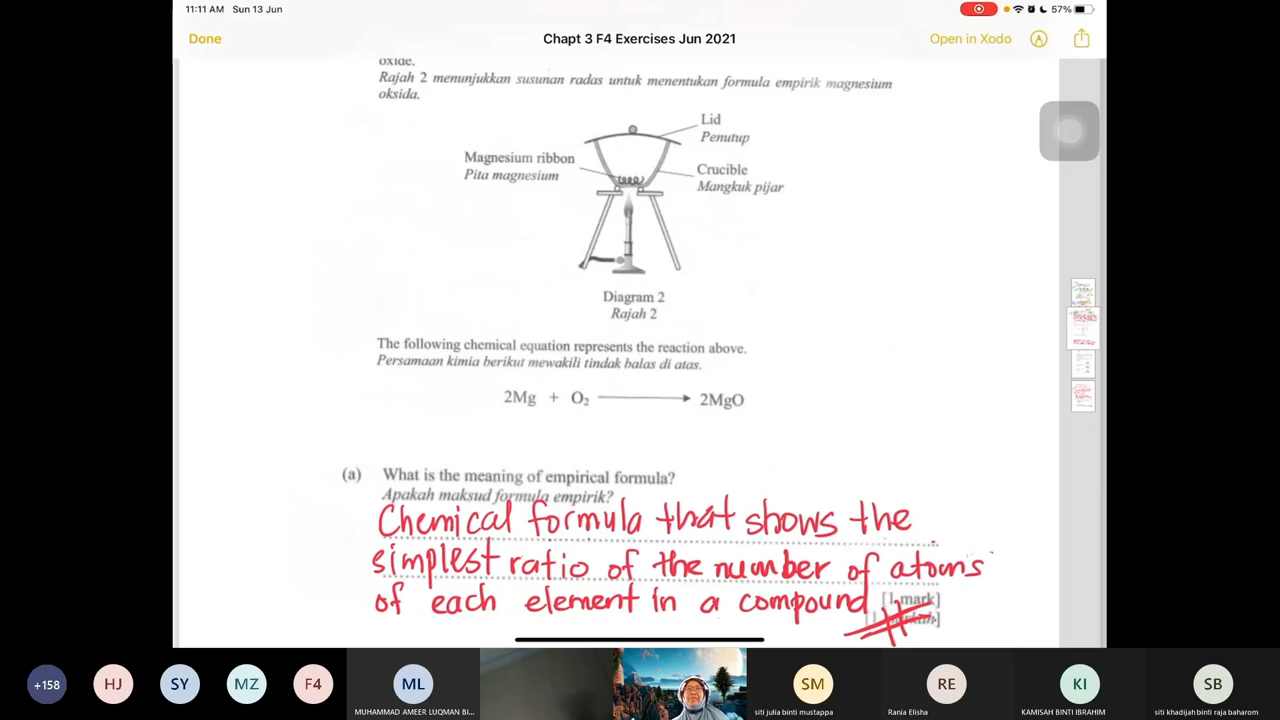 11:11 AM Sun 13 Jun
57%
Done
Chapt 3 F4 Exercises Jun 2021
Open in Xodo
oxide.
Rajah 2 menunjukkan susunan radas untuk menentukan formula empirik magnesium
oksida.
Lid
Penutup
Magnesium ribbon
Pita magnesium
Crucible
Mangkuk pijar
Diagram 2
Rajah 2
The following chemical equation represents the reaction above.
Persamaan kimia berikut mewakili tindak balas di atas.
2Mg + O₂ → 2MgO
(a) What is the meaning of empirical formula?
Apakah maksud formula empirik?
Chemical formula that shows the
simplest ratio of the number of atoms
of each element in a compound
[1 mark]
+158
HJ
SY
MZ
F4
ML
SM
RE
KI
SB
MUHAMMAD AMEER LUQMAN BI...
siti julia binti mustappa
Rania Elisha
KAMISAH BINTI IBRAHIM
siti khadijah binti raja baharom